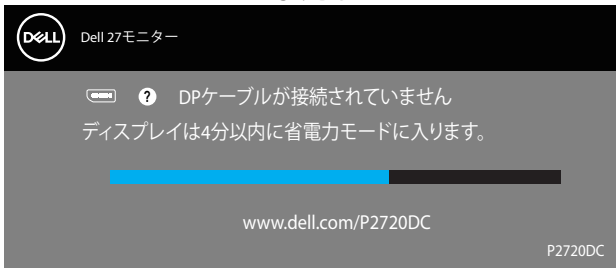 DELL
Dell 27モニター
? DPケーブルが接続されていません
ディスプレイは4分以内に省電力モードに入ります。
www.dell.com/P2720DC
P2720DC